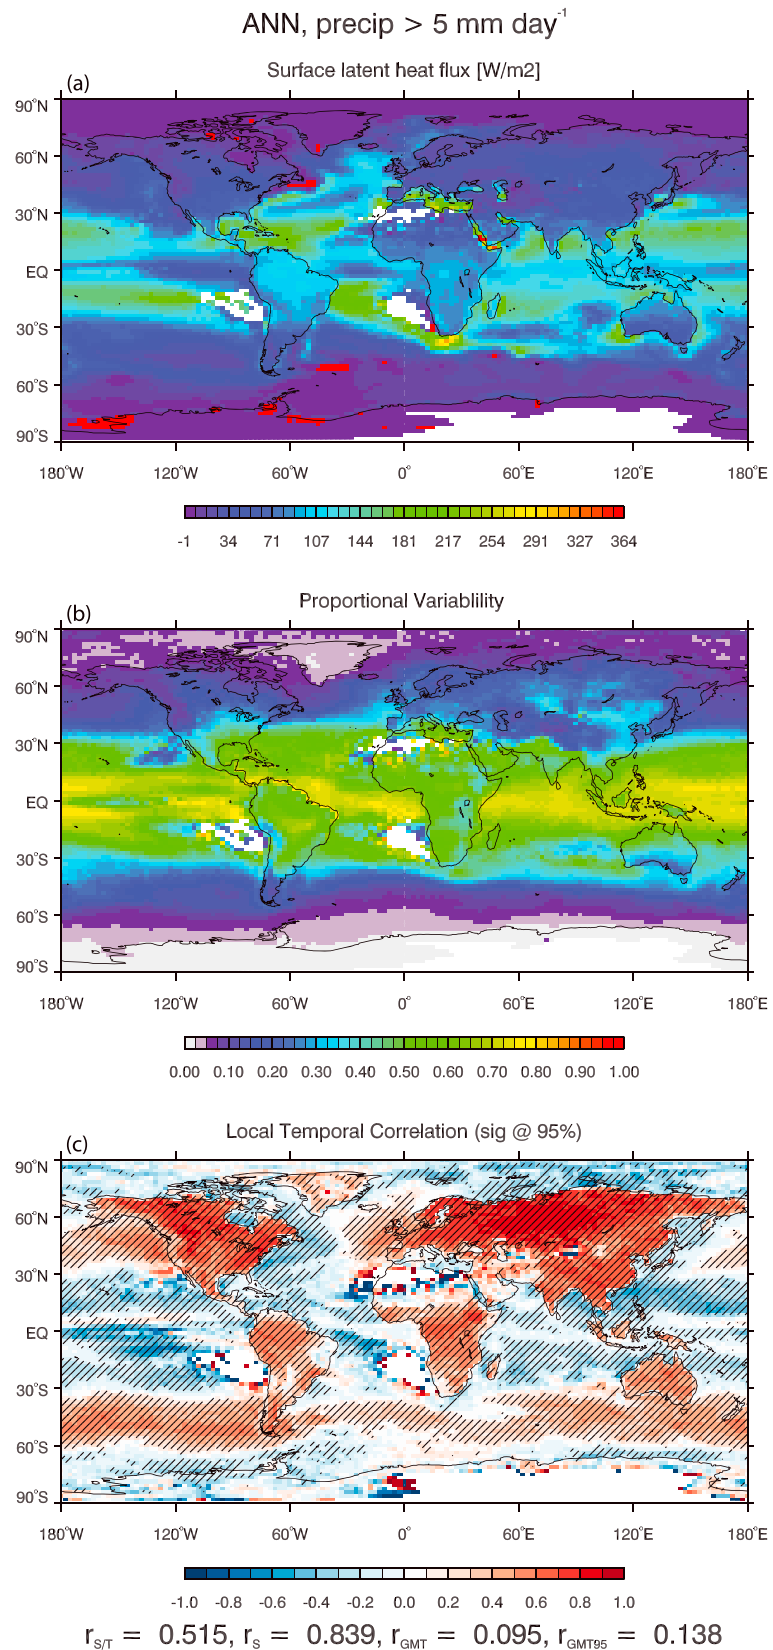 ANN, precip > 5 mm day-1
(a)
Surface latent heat flux [W/m2]
90°N
60°N
30°N
EQ
30°S
60°S
90°S
180°W 120°W 60°W 0° 60°E 120°E 180°E
-1 34 71 107 144 181 217 254 291 327 364
(b)
Proportional Variablility
90°N
60°N
30°N
EQ
30°S
60°S
90°S
180°W 120°W 60°W 0° 60°E 120°E 180°E
0.00 0.10 0.20 0.30 0.40 0.50 0.60 0.70 0.80 0.90 1.00
(c)
Local Temporal Correlation (sig @ 95%)
90°N
60°N
30°N
EQ
30°S
60°S
90°S
180°W 120°W 60°W 0° 60°E 120°E 180°E
-1.0 -0.8 -0.6 -0.4 -0.2 0.0 0.2 0.4 0.6 0.8 1.0
rS/T = 0.515, rS = 0.839, rGMT = 0.095, rGMT95 = 0.138